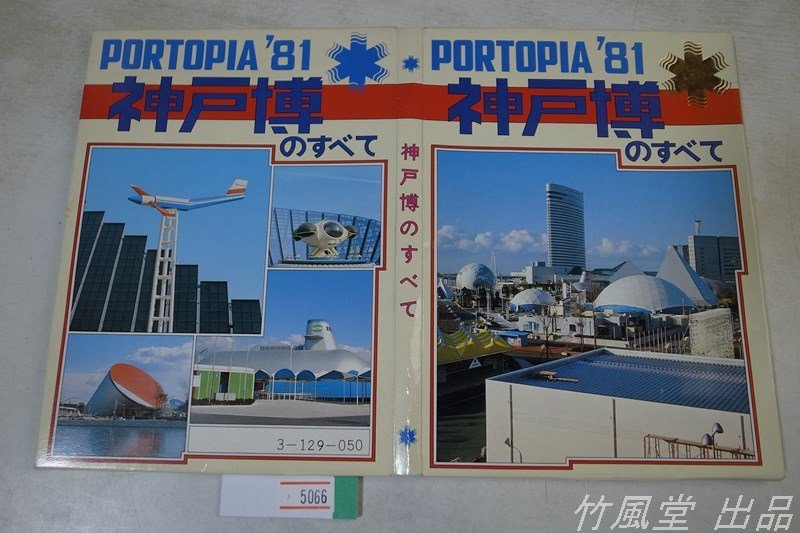 PORTOPIA '81
神戸博
のすべて
3-129-050
神戸博のすべて
PORTOPIA '81
神戸博
のすべて
5066
竹風堂 出品